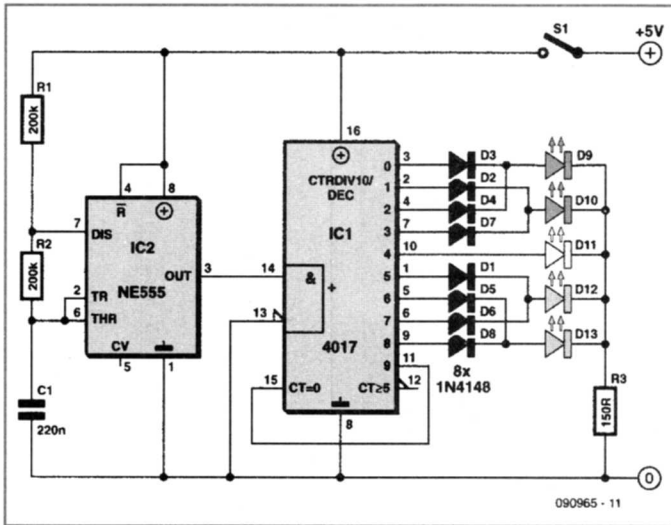 S1
+5V
R1
200k
16
3
D3
D9
CTRDIV10/
DEC
0
2
D2
1
4
D4
D10
4
8
R
2
7
D7
3
7
DIS
IC2
IC1
10
D11
4
R2
200k
OUT
3
14
&
+
1
D1
5
2
TR
NE555
5
D5
D12
6
6
THR
13
6
D6
7
4017
9
D8
D13
8
CV
11
9
8x
1N4148
5
1
15
CT=0
CT≥5
12
R3
150R
C1
220n
8
0
090965 - 11